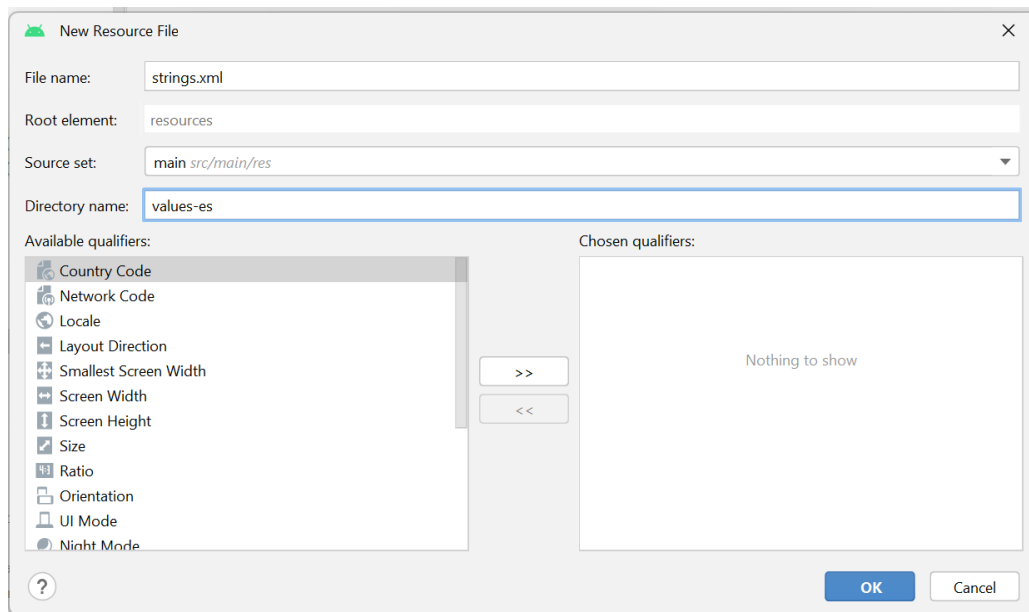 New Resource File
File name: strings.xml
Root element: resources
Source set: main src/main/res
Directory name: values-es
Available qualifiers:
Chosen qualifiers:
Country Code
Network Code
Locale
Layout Direction
Smallest Screen Width
Screen Width
Screen Height
Size
Ratio
Orientation
UI Mode
Night Mode
>>
<<
Nothing to show
?
OK
Cancel